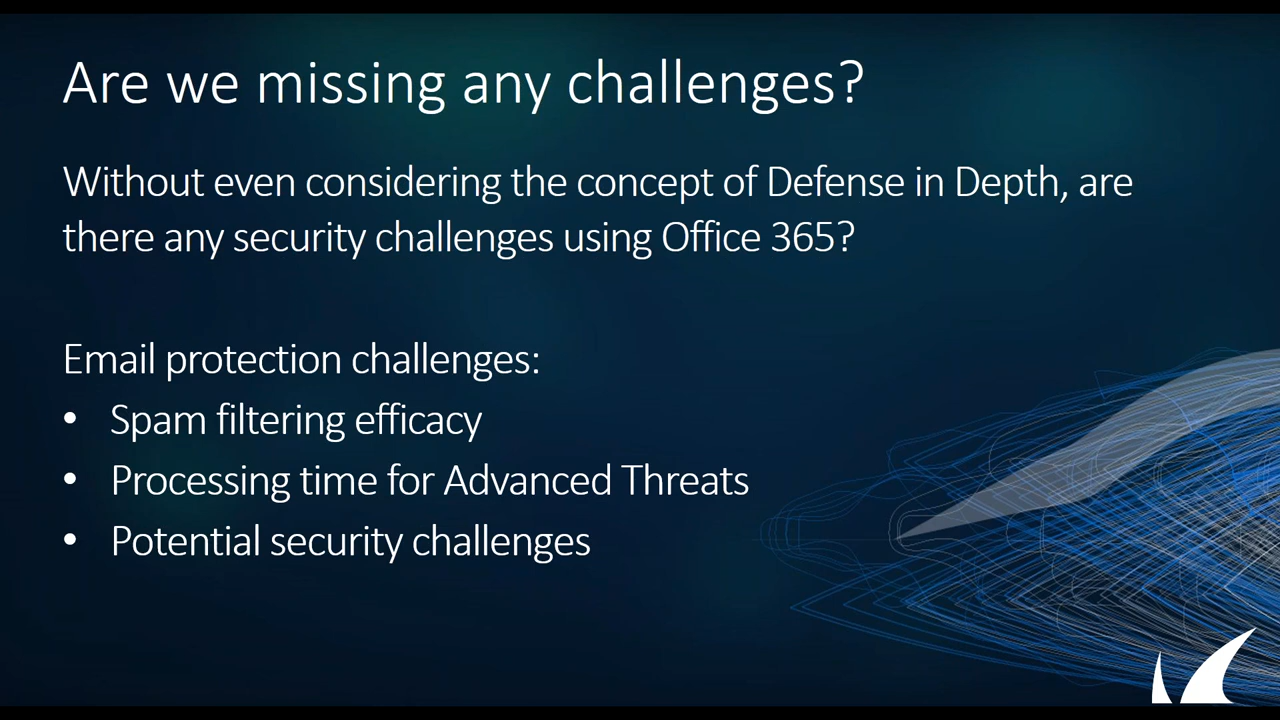 Are we missing any challenges?
Without even considering the concept of Defense in Depth, are
there any security challenges using Office 365?
Email protection challenges:
• Spam filtering efficacy
• Processing time for Advanced Threats
• Potential security challenges